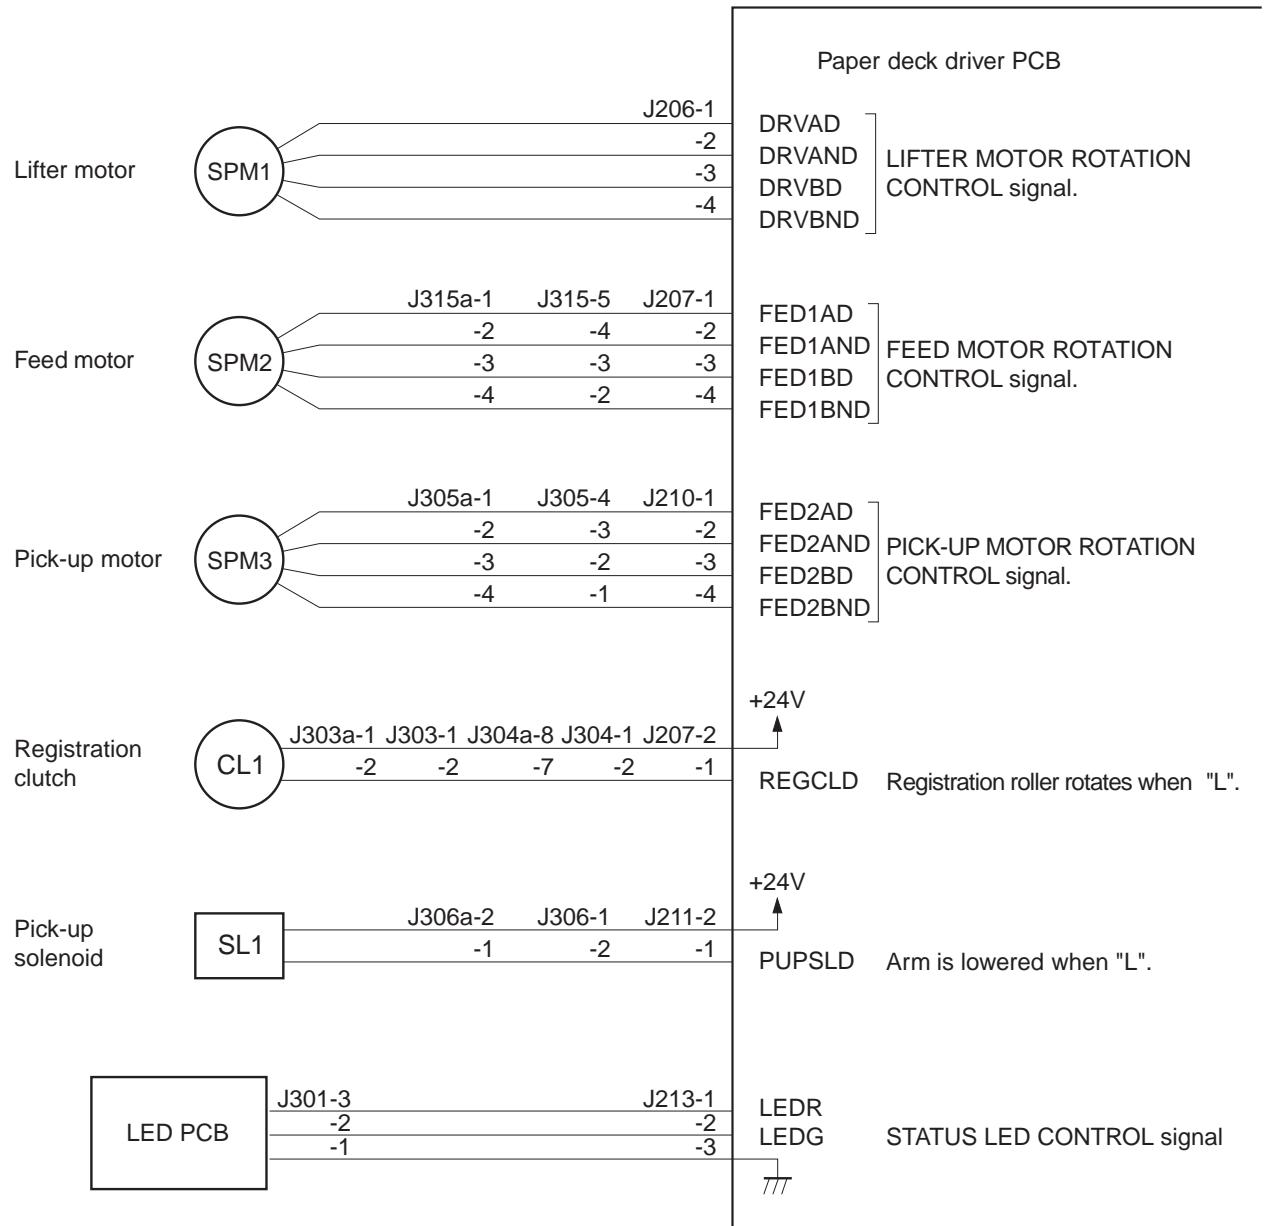 Paper deck driver PCB
J206-1
DRVAD
-2
DRVAND
LIFTER MOTOR ROTATION
Lifter motor
SPM1
-3
DRVBD
CONTROL signal.
-4
DRVBND
J315a-1 J315-5 J207-1
FED1AD
-2 -4 -2
FED1AND
FEED MOTOR ROTATION
Feed motor
SPM2
-3 -3 -3
FED1BD
CONTROL signal.
-4 -2 -4
FED1BND
J305a-1 J305-4 J210-1
FED2AD
-2 -3 -2
FED2AND
PICK-UP MOTOR ROTATION
Pick-up motor
SPM3
-3 -2 -3
FED2BD
CONTROL signal.
-4 -1 -4
FED2BND
+24V
Registration
clutch
CL1
J303a-1 J303-1 J304a-8 J304-1 J207-2
-2 -2 -7 -2 -1
REGCLD Registration roller rotates when "L".
+24V
Pick-up
solenoid
SL1
J306a-2 J306-1 J211-2
-1 -2 -1
PUPSLD Arm is lowered when "L".
LED PCB
J301-3 J213-1
LEDR
-2 -2
LEDG STATUS LED CONTROL signal
-1 -3